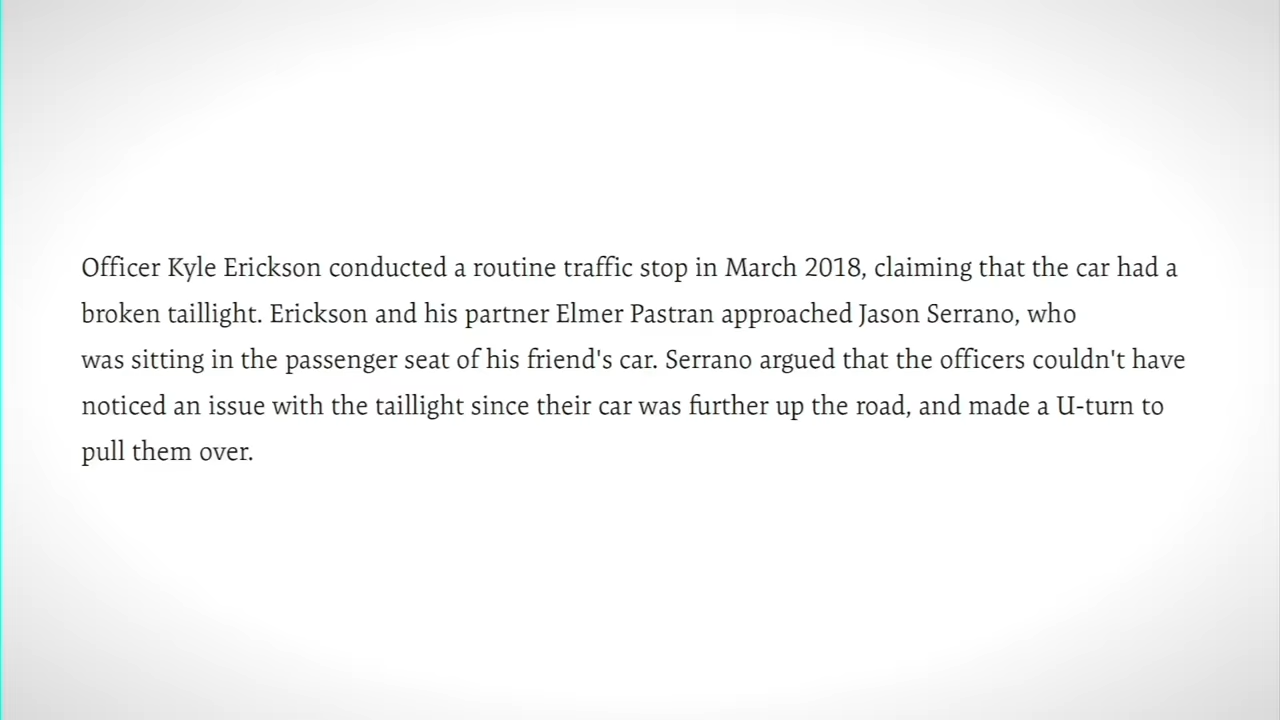 Officer Kyle Erickson conducted a routine traffic stop in March 2018, claiming that the car had a
broken taillight. Erickson and his partner Elmer Pastran approached Jason Serrano, who
was sitting in the passenger seat of his friend's car. Serrano argued that the officers couldn't have
noticed an issue with the taillight since their car was further up the road, and made a U-turn to
pull them over.